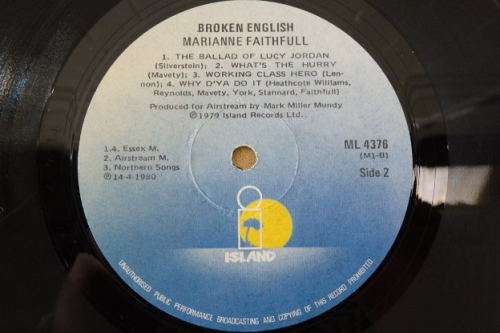 BROKEN ENGLISH
MARIANNE FAITHFULL
1. THE BALLAD OF LUCY JORDAN
(Silverstein); 2. WHAT'S THE HURRY
(Mavety); 3. WORKING CLASS HERO (Len-
non); 4. WHY D'YA DO IT (Heathcote Williams,
Reynolds, Mavety, York, Stannard, Faithfull)
Produced for Airstream by Mark Miller Mundy
℗1979 Island Records Ltd.
1.4. Essex M.
2. Airstream M.
3. Northern Songs
℗14-4-1980
ML 4376
(M1-B)
Side 2
i
ISLAND
UNAUTHORISED PUBLIC PERFORMANCE BROADCASTING AND COPYING OF THIS RECORD PROHIBITED